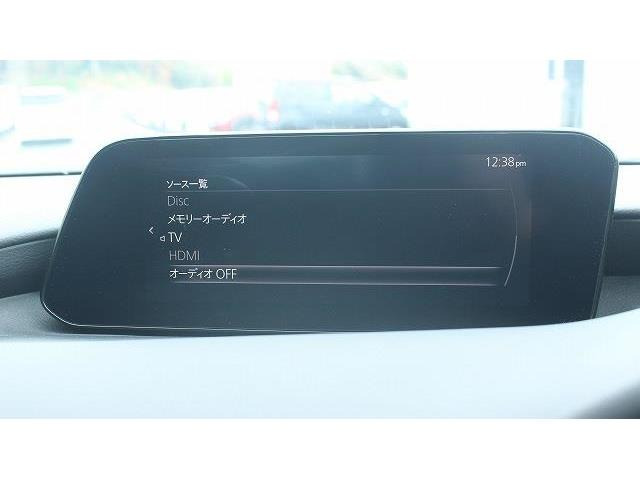 12:38pm
ソース一覧
Disc
メモリーオーディオ
TV
HDMI
オーディオ OFF